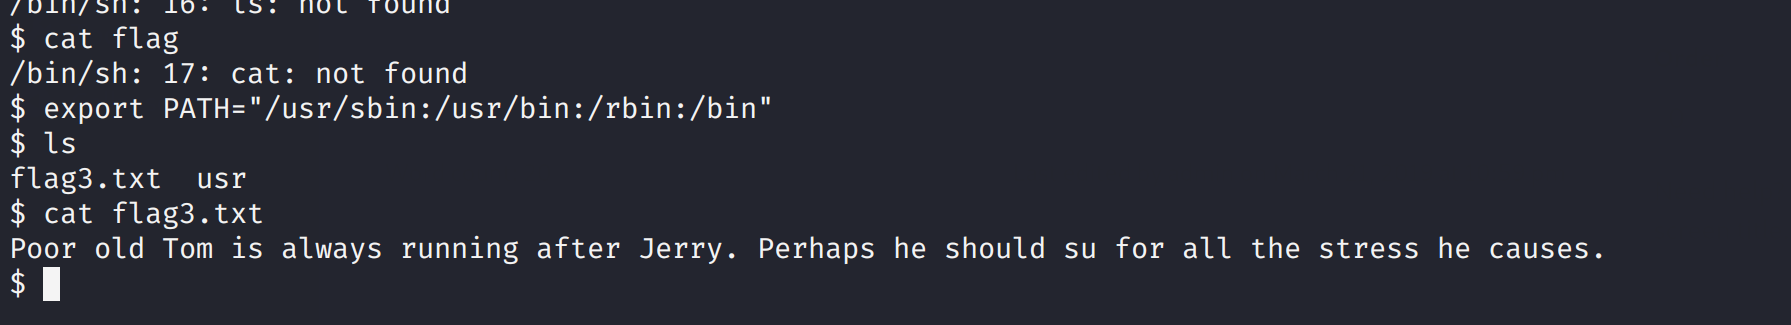 /bin/sh: 16: ls: not found
$ cat flag
/bin/sh: 17: cat: not found
$ export PATH="/usr/sbin:/usr/bin:/rbin:/bin"
$ ls
flag3.txt  usr
$ cat flag3.txt
Poor old Tom is always running after Jerry. Perhaps he should su for all the stress he causes.
$